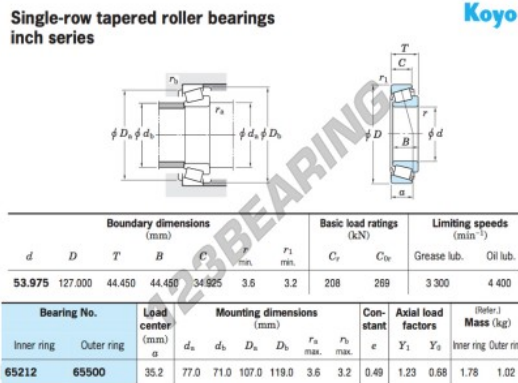 Single-row tapered roller bearings
inch series
Koyo
T
C
r1
r
φD
B
φd
a
rb
ra
φDa φdb
φda φDb
123BEARING
Boundary dimensions
(mm)
Basic load ratings
(kN)
Limiting speeds
(min-1)
d D T B C r min. r1 min. Cr C0r Grease lub. Oil lub.
53.975 127.000 44.450 44.450 34.925 3.6 3.2 208 269 3 300 4 400
Bearing No.
Load center (mm) a
Mounting dimensions
(mm)
Con-stant e
Axial load factors
(Refer.)
Mass (kg)
Inner ring Outer ring da db Da Db ra max. rb max. Y1 Y0 Inner ring Outer rin
65212 65500 35.2 77.0 71.0 107.0 119.0 3.6 3.2 0.49 1.23 0.68 1.78 1.02